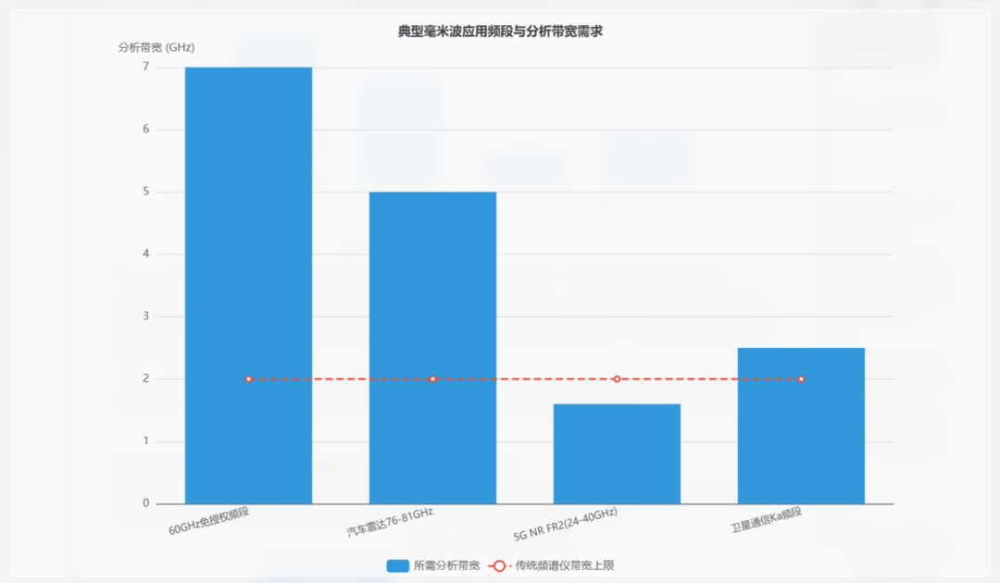 典型毫米波应用频段与分析带宽需求
分析带宽 (GHz)
7
6
5
4
3
2
1
0
60GHz免授权频段
汽车雷达76-81GHz
5G NR FR2(24-40GHz)
卫星通信Ka频段
所需分析带宽
传统频谱仪带宽上限